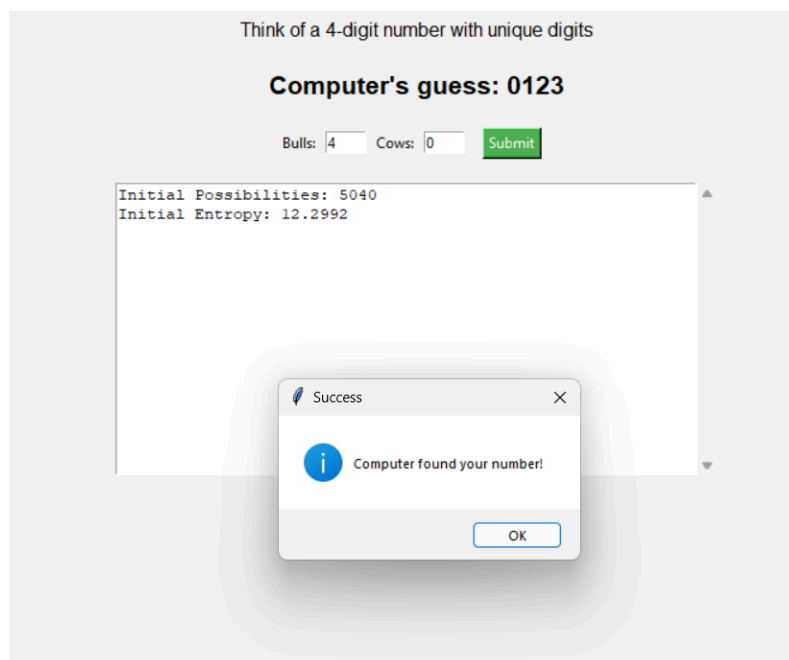 Think of a 4-digit number with unique digits
Computer's guess: 0123
Bulls: 4 Cows: 0 Submit
Initial Possibilities: 5040
Initial Entropy: 12.2992
Success
Computer found your number!
OK